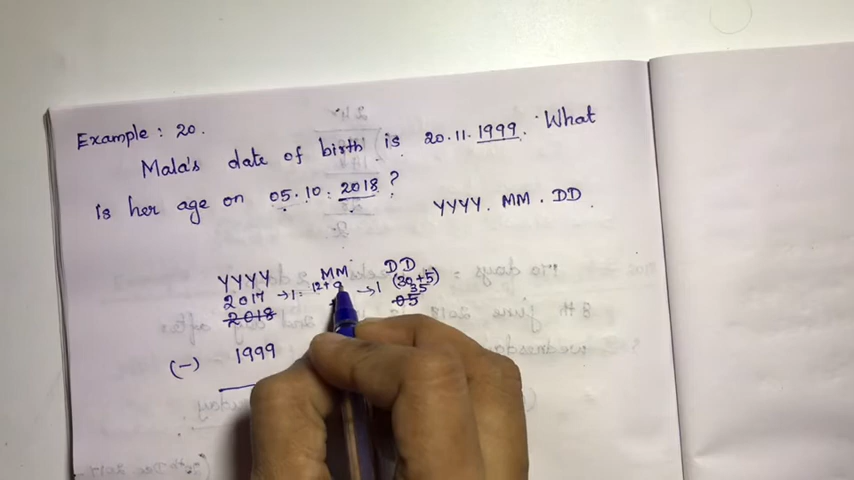 Example : 20.
Mala's date of birth is 20.11.1999. What
is her age on 05.10.2018?
YYYY. MM. DD.
YYYY MM DD
2017 →1 12+9 →1 (30+5)
35
2018 05
(-) 1999